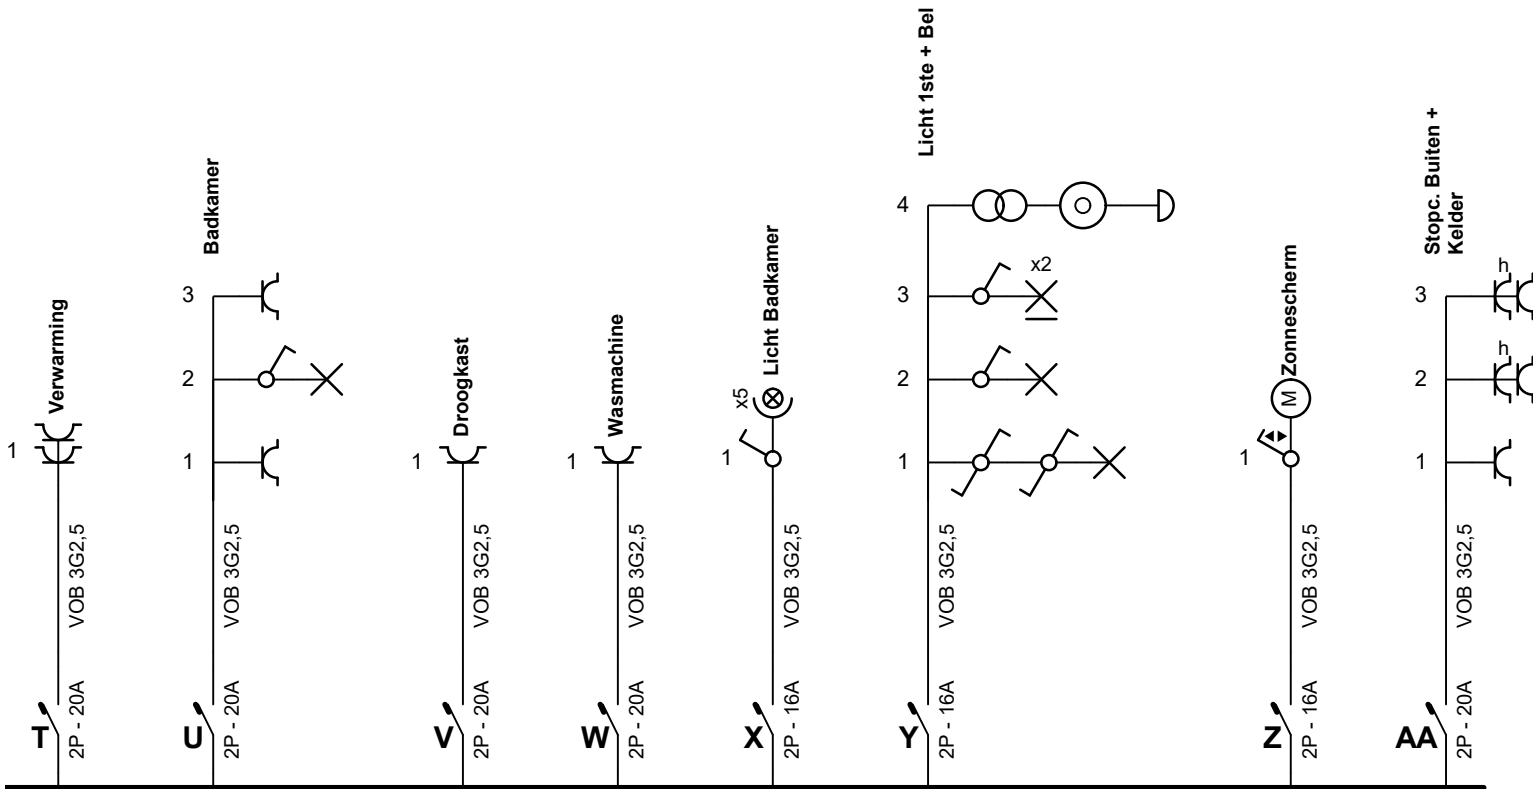 Verwarming
1
VOB 3G2,5
2P - 20A
T
Badkamer
3
2
1
VOB 3G2,5
2P - 20A
U
Droogkast
1
VOB 3G2,5
2P - 20A
V
Wasmachine
1
VOB 3G2,5
2P - 20A
W
Licht Badkamer
x5
1
VOB 3G2,5
2P - 16A
X
Licht 1ste + Bel
4
3
x2
2
1
VOB 3G2,5
2P - 16A
Y
Zonnescherm
M
1
VOB 3G2,5
2P - 16A
Z
Stopc. Buiten +
Kelder
3
h
2
h
1
VOB 3G2,5
2P - 20A
AA